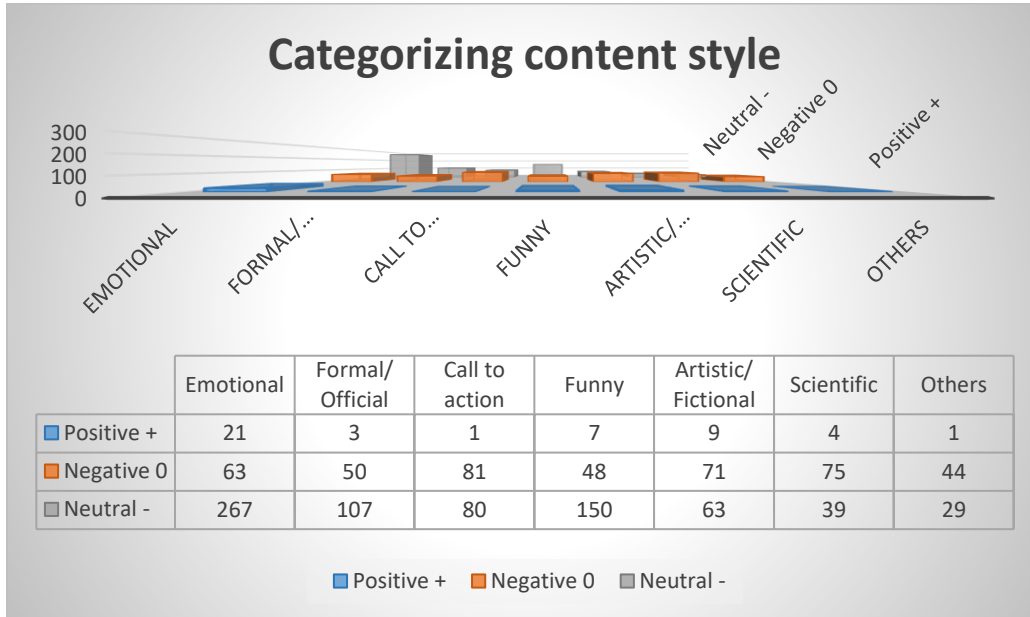 Categorizing content style
Neutral -
Negative 0
Positive +
300
200
100
0
EMOTIONAL
FORMAL/...
CALL TO...
FUNNY
ARTISTIC/...
SCIENTIFIC
OTHERS
Emotional Formal/ Official Call to action Funny Artistic/ Fictional Scientific Others
Positive + 21 3 1 7 9 4 1
Negative 0 63 50 81 48 71 75 44
Neutral - 267 107 80 150 63 39 29
Positive + Negative 0 Neutral -